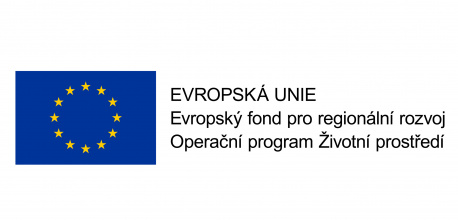 EVROPSKÁ UNIE
Evropský fond pro regionální rozvoj
Operační program Životní prostředí